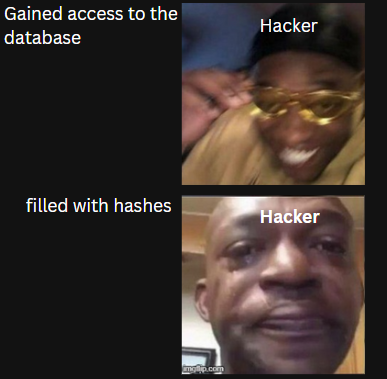 Gained access to the
database
Hacker
filled with hashes
Hacker
imgflip.com